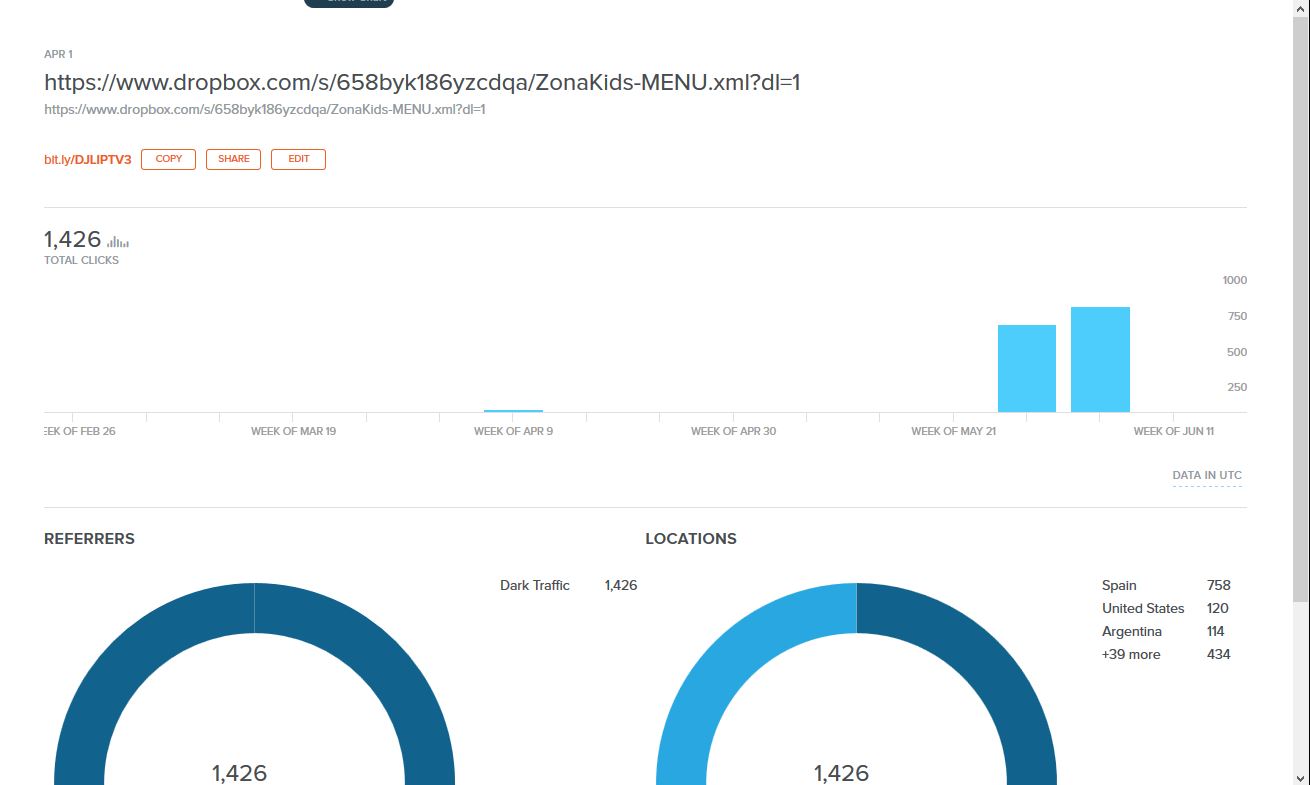 APR 1
https://www.dropbox.com/s/658byk186yzcdqa/ZonaKids-MENU.xml?dl=1
https://www.dropbox.com/s/658byk186yzcdqa/ZonaKids-MENU.xml?dl=1
bit.ly/DJLIPTV3 COPY SHARE EDIT
1,426
TOTAL CLICKS
1000
750
500
250
EEK OF FEB 26 WEEK OF MAR 19 WEEK OF APR 9 WEEK OF APR 30 WEEK OF MAY 21 WEEK OF JUN 11
DATA IN UTC
REFERRERS
Dark Traffic 1,426
1,426
LOCATIONS
Spain 758
United States 120
Argentina 114
+39 more 434
1,426